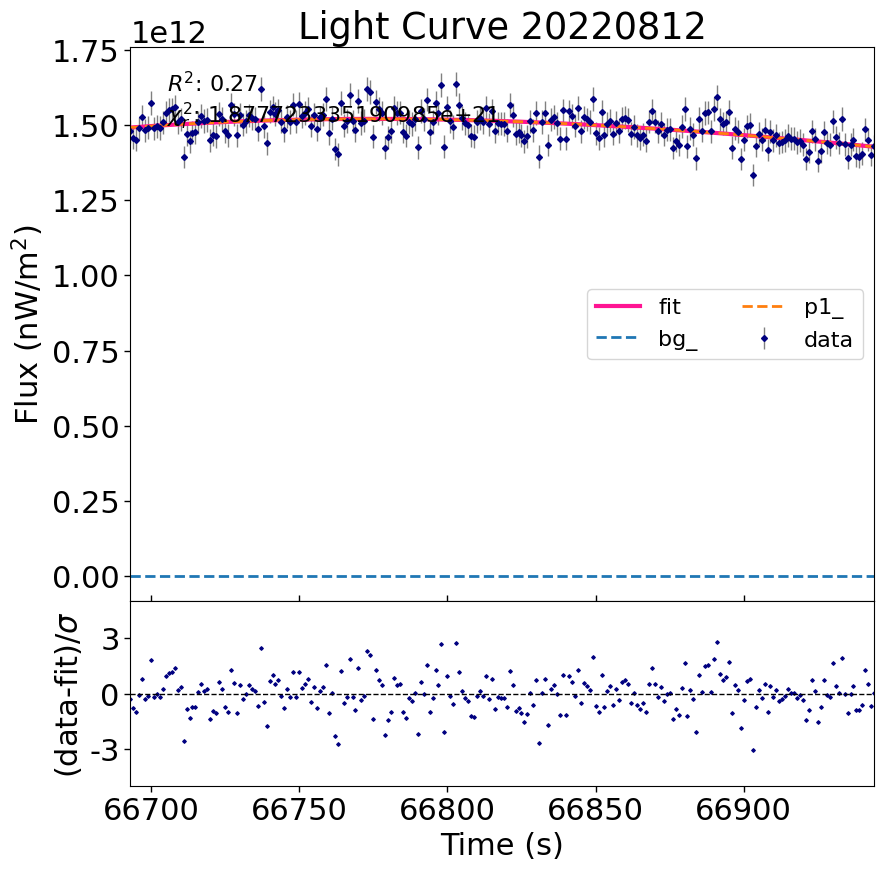 Light Curve 20220812
1e12
1.75
1.50
1.25
1.00
0.75
0.50
0.25
0.00
Flux (nW/m²)
R²: 0.27
fit
bg_
p1_
data
3
0
-3
(data-fit)/σ
66700 66750 66800 66850 66900
Time (s)